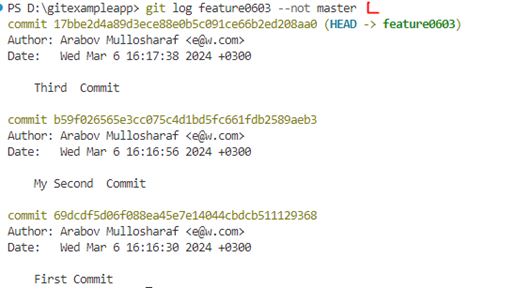 PS D:\gitexampleapp> git log feature0603 --not master
commit 17bbe2d4a89d3ece88e0b5c091ce66b2ed208aa0 (HEAD -> feature0603)
Author: Arabov Mullosharaf <e@w.com>
Date:   Wed Mar 6 16:17:38 2024 +0300
Third  Commit
commit b59f026565e3cc075c4d1bd5fc661fdb2589aeb3
Author: Arabov Mullosharaf <e@w.com>
Date:   Wed Mar 6 16:16:56 2024 +0300
My Second  Commit
commit 69dcdf5d06f088ea45e7e14044cbdcb511129368
Author: Arabov Mullosharaf <e@w.com>
Date:   Wed Mar 6 16:16:30 2024 +0300
First Commit